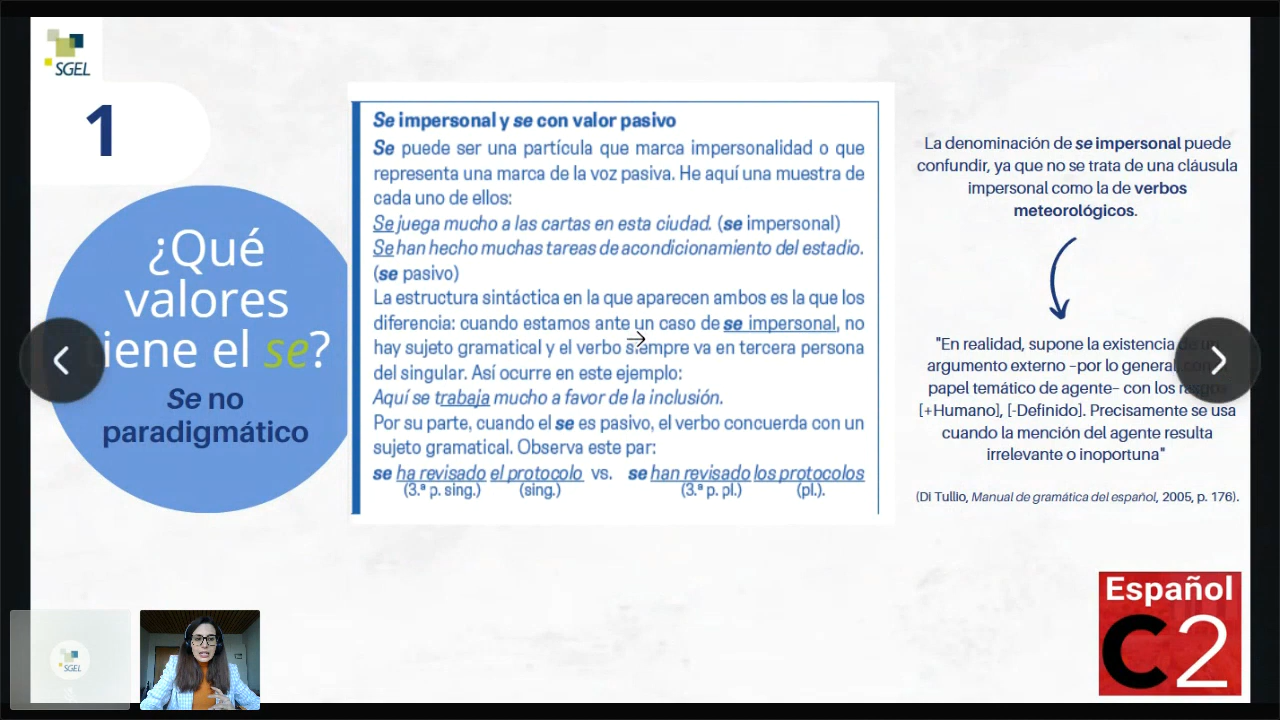 SGEL
1
¿Qué
valores
tiene el se?
Se no
paradigmático
Se impersonal y se con valor pasivo
Se puede ser una partícula que marca impersonalidad o que
representa una marca de la voz pasiva. He aquí una muestra de
cada uno de ellos:
Se juega mucho a las cartas en esta ciudad. (se impersonal)
Se han hecho muchas tareas de acondicionamiento del estadio.
(se pasivo)
La estructura sintáctica en la que aparecen ambos es la que los
diferencia: cuando estamos ante un caso de se impersonal, no
hay sujeto gramatical y el verbo siempre va en tercera persona
del singular. Así ocurre en este ejemplo:
Aquí se trabaja mucho a favor de la inclusión.
Por su parte, cuando el se es pasivo, el verbo concuerda con un
sujeto gramatical. Observa este par:
se ha revisado el protocolo vs. se han revisado los protocolos
(3.ª p. sing.) (sing.) (3.ª p. pl.) (pl.).
La denominación de se impersonal puede
confundir, ya que no se trata de una cláusula
impersonal como la de verbos
meteorológicos.
"En realidad, supone la existencia de un
argumento externo –por lo general, con el
papel temático de agente– con los rasgos
[+Humano], [-Definido]. Precisamente se usa
cuando la mención del agente resulta
irrelevante o inoportuna"
(Di Tullio, Manual de gramática del español, 2005, p. 176).
Español
C2
SGEL